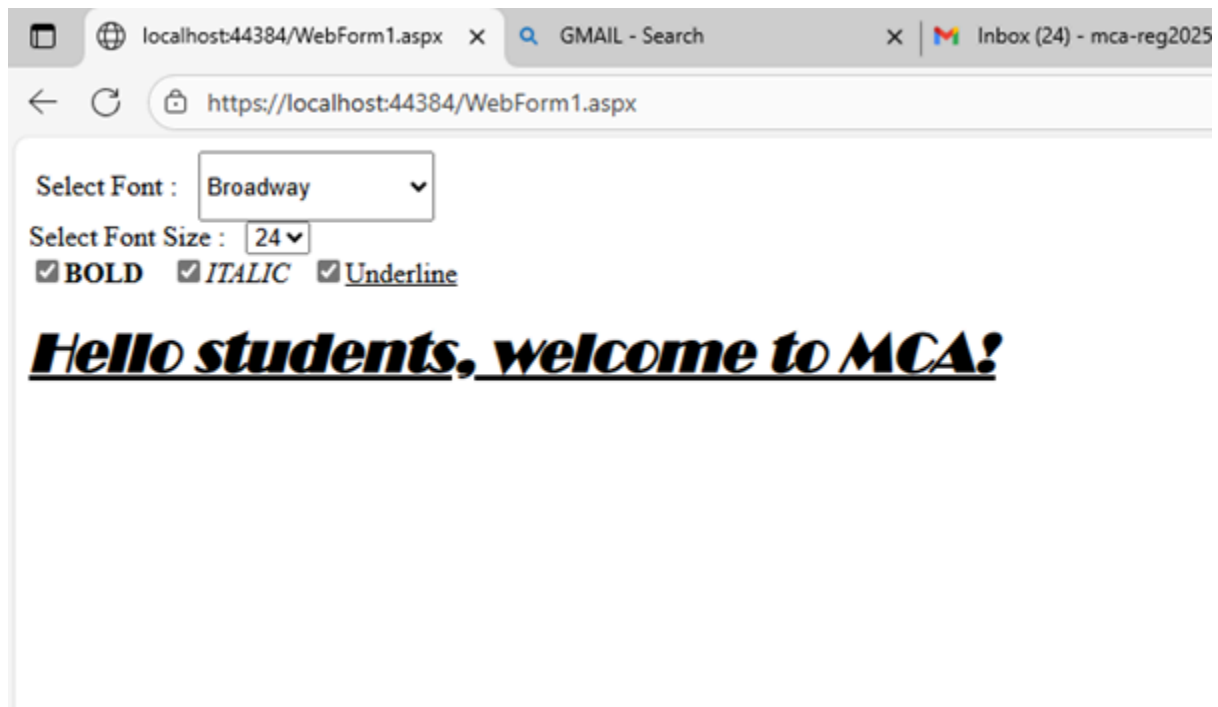 localhost:44384/WebForm1.aspx GMAIL - Search Inbox (24) - mca-reg2025
https://localhost:44384/WebForm1.aspx
Select Font : Broadway
Select Font Size : 24
BOLD ITALIC Underline
Hello students, welcome to MCA!